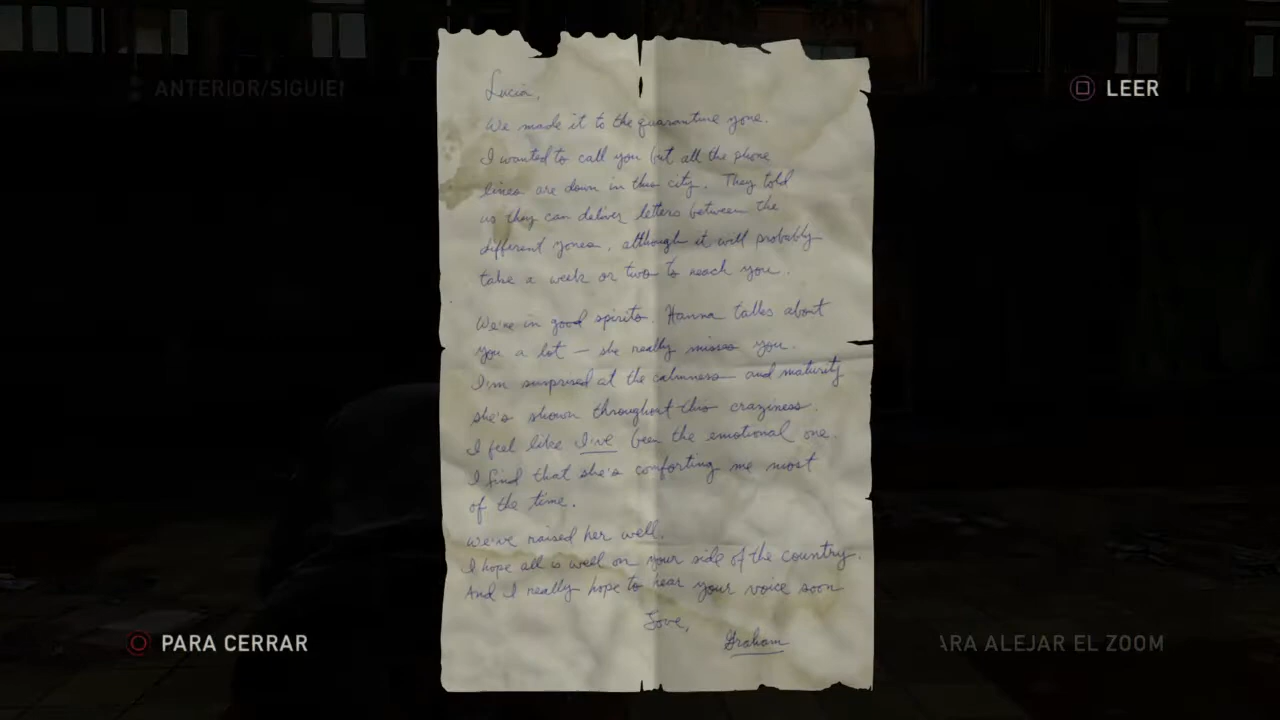 ANTERIOR/SIGUIEN
LEER
Lucia,
We made it to the quarantine zone.
I wanted to call you but all the phone
lines are down in this city. They told
us they can deliver letters between the
different zones, although it will probably
take a week or two to reach you.
We're in good spirits. Hanna talks about
you a lot — she really misses you.
I'm surprised at the calmness and maturity
she's shown throughout this craziness.
I feel like I've been the emotional one.
I find that she's comforting me most
of the time.
We've raised her well.
I hope all is well on your side of the country.
And I really hope to hear your voice soon
Love,
Graham
PARA CERRAR
ARA ALEJAR EL ZOOM